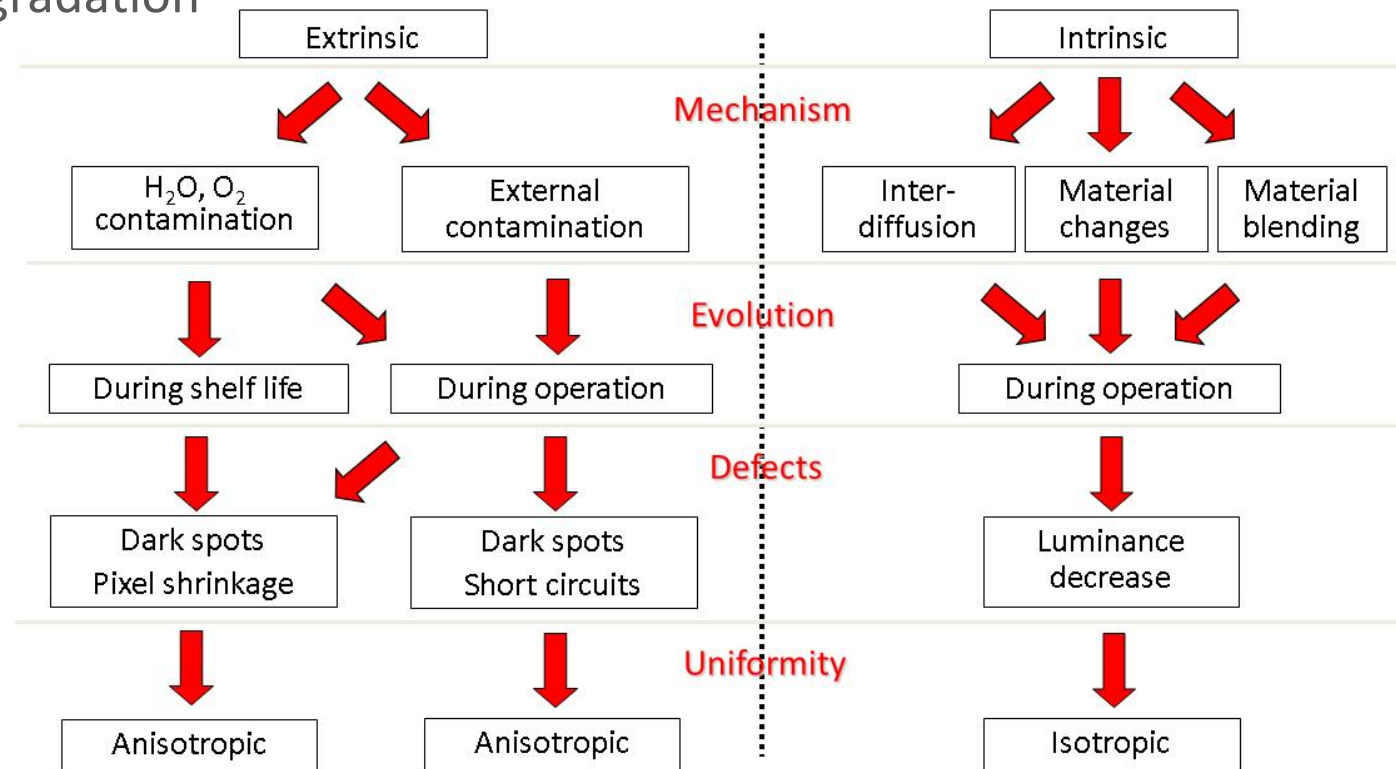 Extrinsic
Intrinsic
Mechanism
H₂O, O₂
contamination
External
contamination
Inter-
diffusion
Material
changes
Material
blending
Evolution
During shelf life
During operation
During operation
Defects
Dark spots
Pixel shrinkage
Dark spots
Short circuits
Luminance
decrease
Uniformity
Anisotropic
Anisotropic
Isotropic